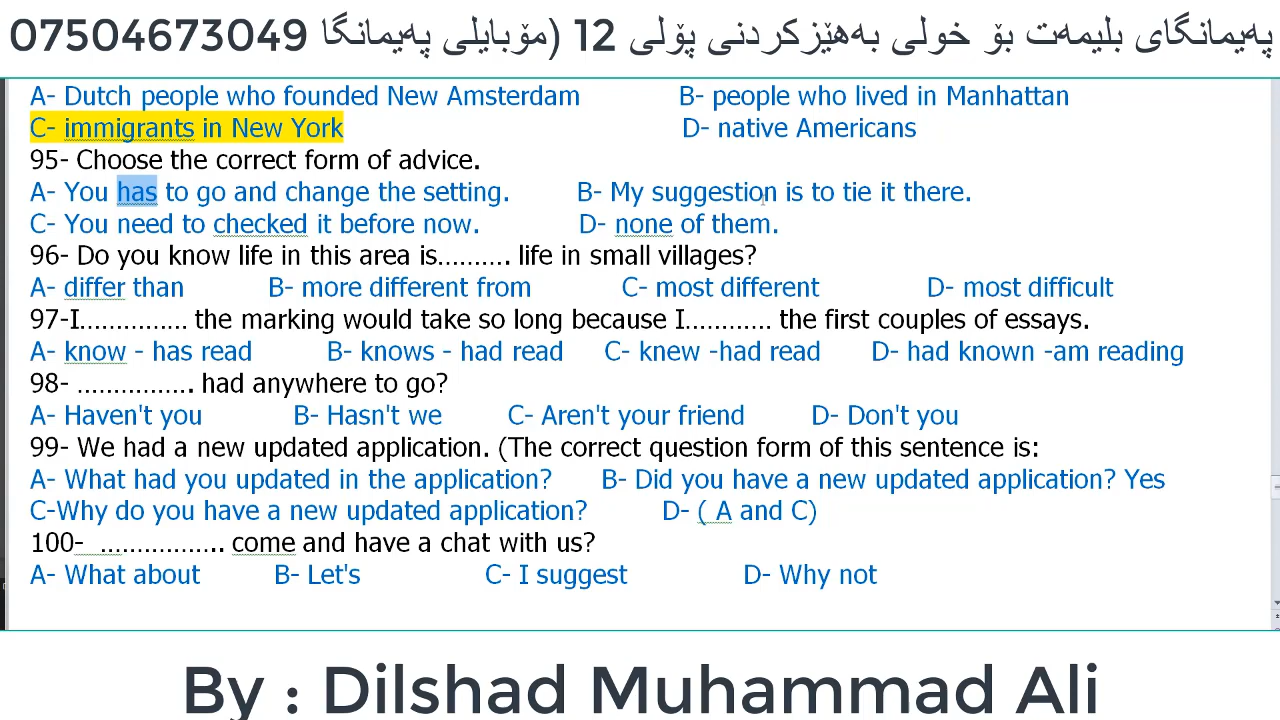 پەیمانگای بلیمەت بۆ خولی بەهێزکردنی پۆلی 12 (مۆبایلی پەیمانگا 07504673049
A- Dutch people who founded New Amsterdam B- people who lived in Manhattan
C- immigrants in New York D- native Americans
95- Choose the correct form of advice.
A- You has to go and change the setting. B- My suggestion is to tie it there.
C- You need to checked it before now. D- none of them.
96- Do you know life in this area is.......... life in small villages?
A- differ than B- more different from C- most different D- most difficult
97-I............... the marking would take so long because I............ the first couples of essays.
A- know - has read B- knows - had read C- knew -had read D- had known -am reading
98- ................ had anywhere to go?
A- Haven't you B- Hasn't we C- Aren't your friend D- Don't you
99- We had a new updated application. (The correct question form of this sentence is:
A- What had you updated in the application? B- Did you have a new updated application? Yes
C-Why do you have a new updated application? D- ( A and C)
100- ................. come and have a chat with us?
A- What about B- Let's C- I suggest D- Why not
By : Dilshad Muhammad Ali